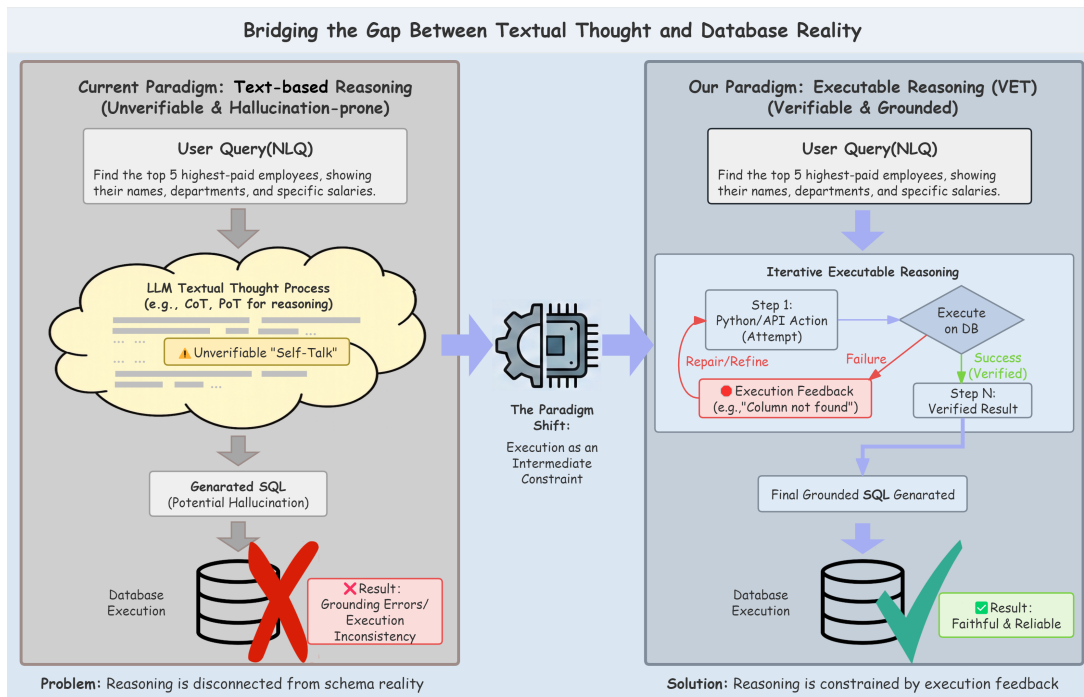 Bridging the Gap Between Textual Thought and Database Reality
Current Paradigm: Text-based Reasoning
(Unverifiable & Hallucination-prone)
User Query(NLQ)
Find the top 5 highest-paid employees, showing
their names, departments, and specific salaries.
LLM Textual Thought Process
(e.g., CoT, PoT for reasoning)
...
... ...
... ...
⚠Unverifiable "Self-Talk"
...
Genarated SQL
(Potential Hallucination)
Database
Execution
❌Result:
Grounding Errors/
Execution
Inconsistency
Problem: Reasoning is disconnected from schema reality
The Paradigm
Shift:
Execution as an
Intermediate
Constraint
Our Paradigm: Executable Reasoning (VET)
(Verifiable & Grounded)
User Query(NLQ)
Find the top 5 highest-paid employees, showing
their names, departments, and specific salaries.
Iterative Executable Reasoning
Step 1:
Python/API Action
(Attempt)
Execute
on DB
Repair/Refine
Failure
Success
(Verified)
Execution Feedback
(e.g.,"Column not found")
Step N:
Verified Result
Final Grounded SQL Genarated
Database
Execution
✅Result:
Faithful & Reliable
Solution: Reasoning is constrained by execution feedback